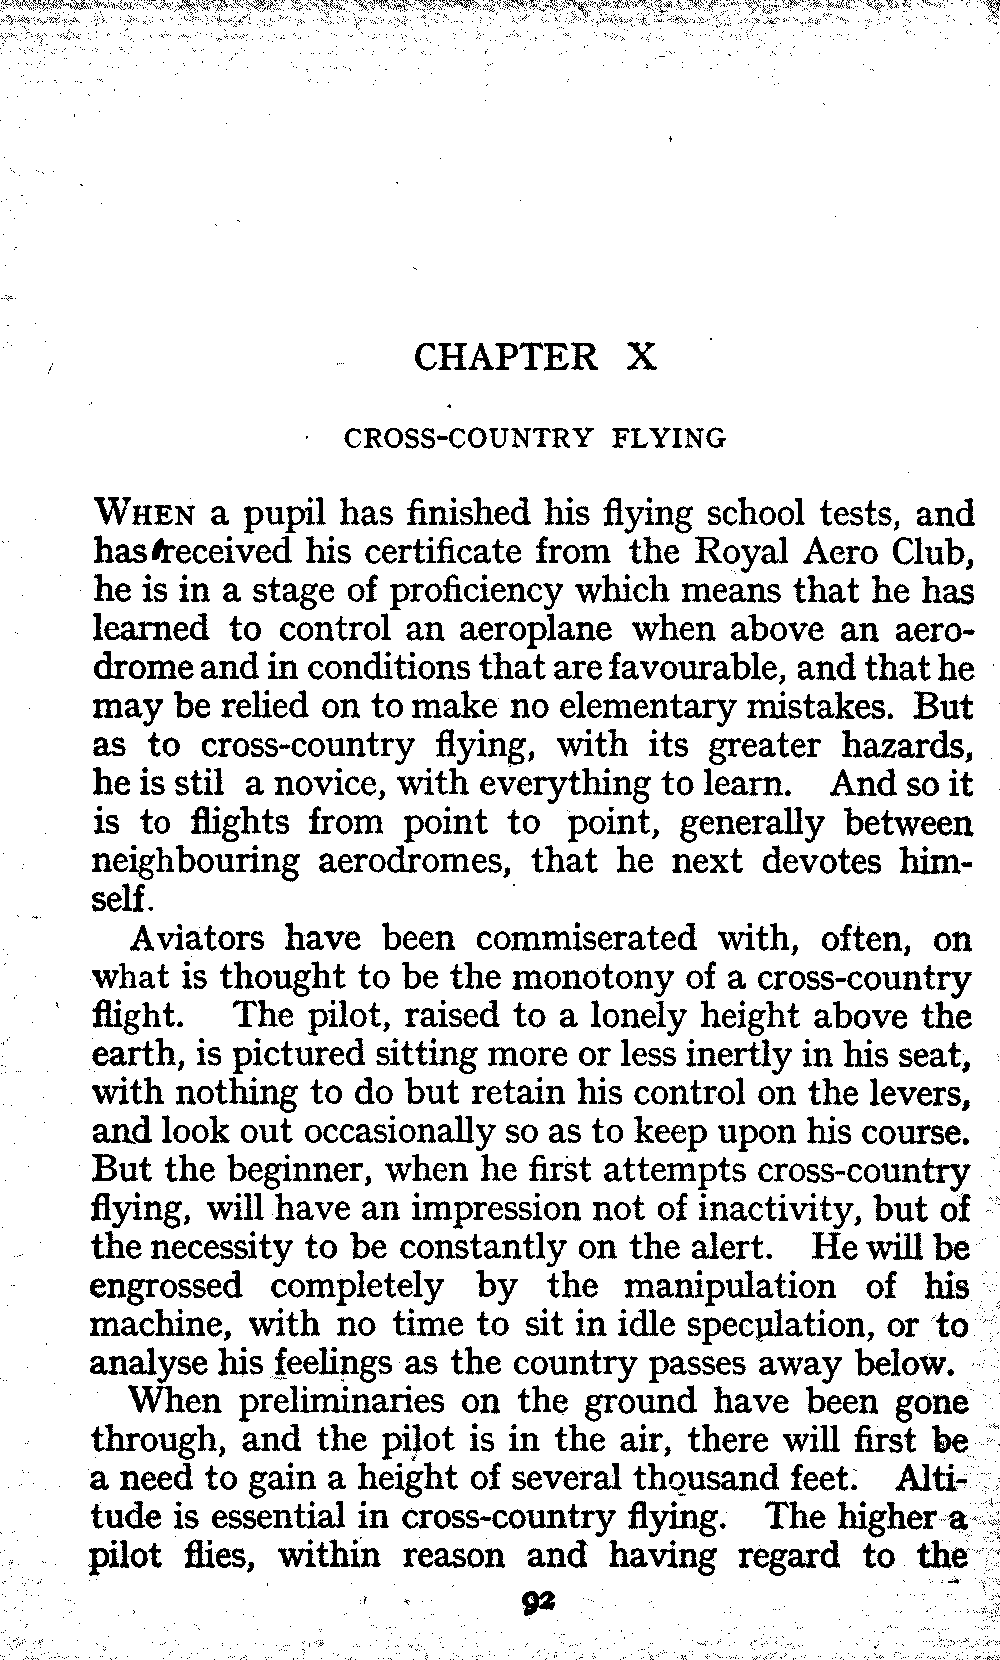 CHAPTER X
CROSS-COUNTRY FLYING
WHEN a pupil has finished his flying school tests, and
has received his certificate from the Royal Aero Club,
he is in a stage of proficiency which means that he has
learned to control an aeroplane when above an aero-
drome and in conditions that are favourable, and that he
may be relied on to make no elementary mistakes. But
as to cross-country flying, with its greater hazards,
he is stil a novice, with everything to learn. And so it
is to flights from point to point, generally between
neighbouring aerodromes, that he next devotes him-
self.
Aviators have been commiserated with, often, on
what is thought to be the monotony of a cross-country
flight. The pilot, raised to a lonely height above the
earth, is pictured sitting more or less inertly in his seat,
with nothing to do but retain his control on the levers,
and look out occasionally so as to keep upon his course.
But the beginner, when he first attempts cross-country
flying, will have an impression not of inactivity, but of
the necessity to be constantly on the alert. He will be
engrossed completely by the manipulation of his
machine, with no time to sit in idle speculation, or to
analyse his feelings as the country passes away below.
When preliminaries on the ground have been gone
through, and the pilot is in the air, there will first be
a need to gain a height of several thousand feet. Alti-
tude is essential in cross-country flying. The higher a
pilot flies, within reason and having regard to the
92